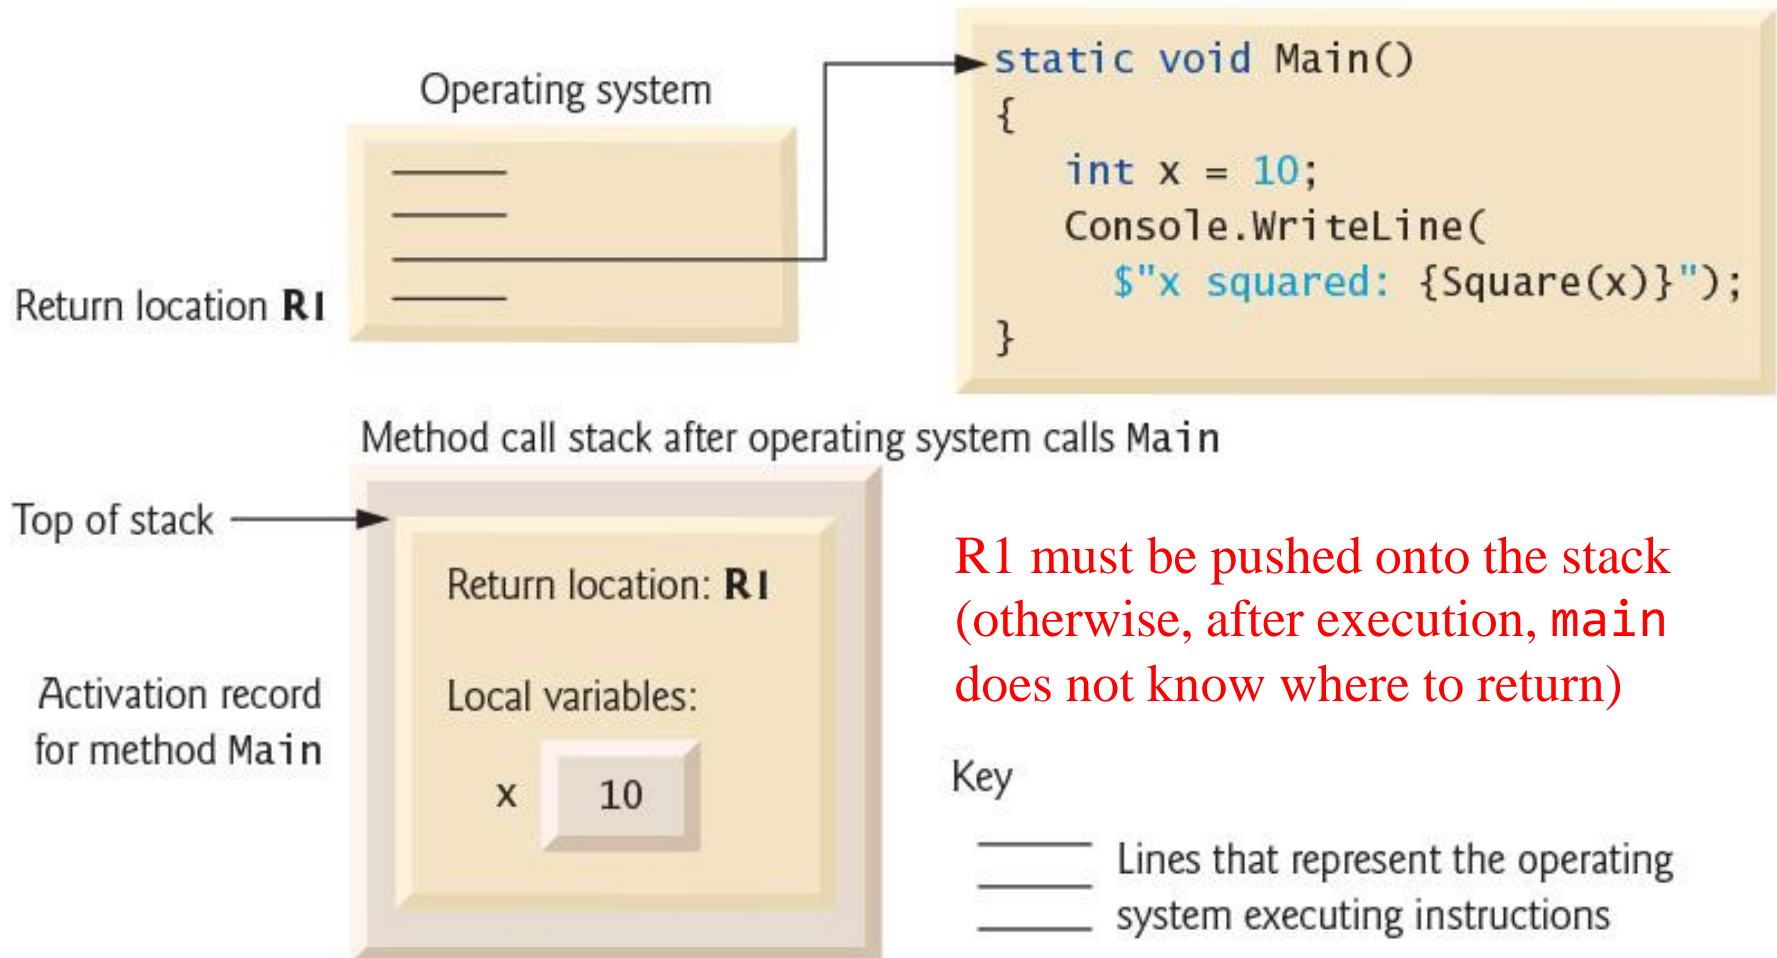 Operating system
Return location R1
static void Main()
{
int x = 10;
Console.WriteLine(
$"x squared: {Square(x)}");
}
Method call stack after operating system calls Main
Top of stack
Return location: R1
Activation record
for method Main
Local variables:
x 10
R1 must be pushed onto the stack
(otherwise, after execution, main
does not know where to return)
Key
Lines that represent the operating
system executing instructions